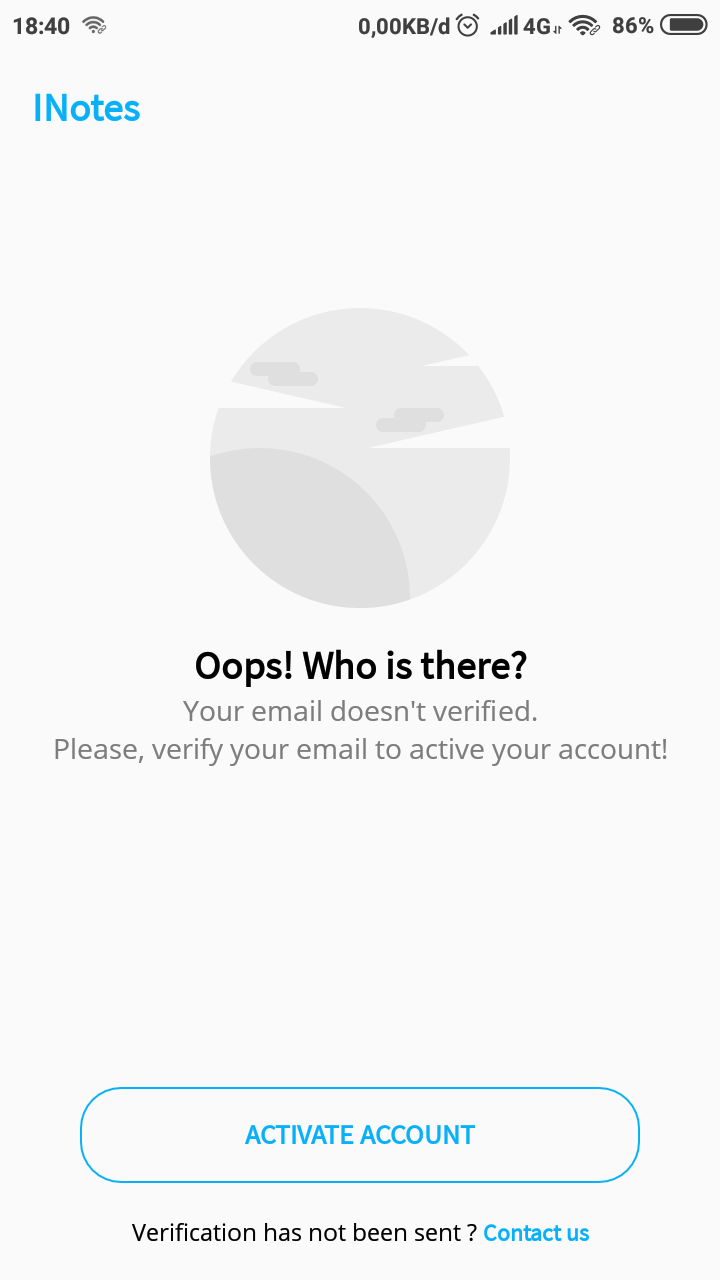 18:40 0,00KB/d 4G 86%
INotes
Oops! Who is there?
Your email doesn't verified.
Please, verify your email to active your account!
ACTIVATE ACCOUNT
Verification has not been sent ? Contact us